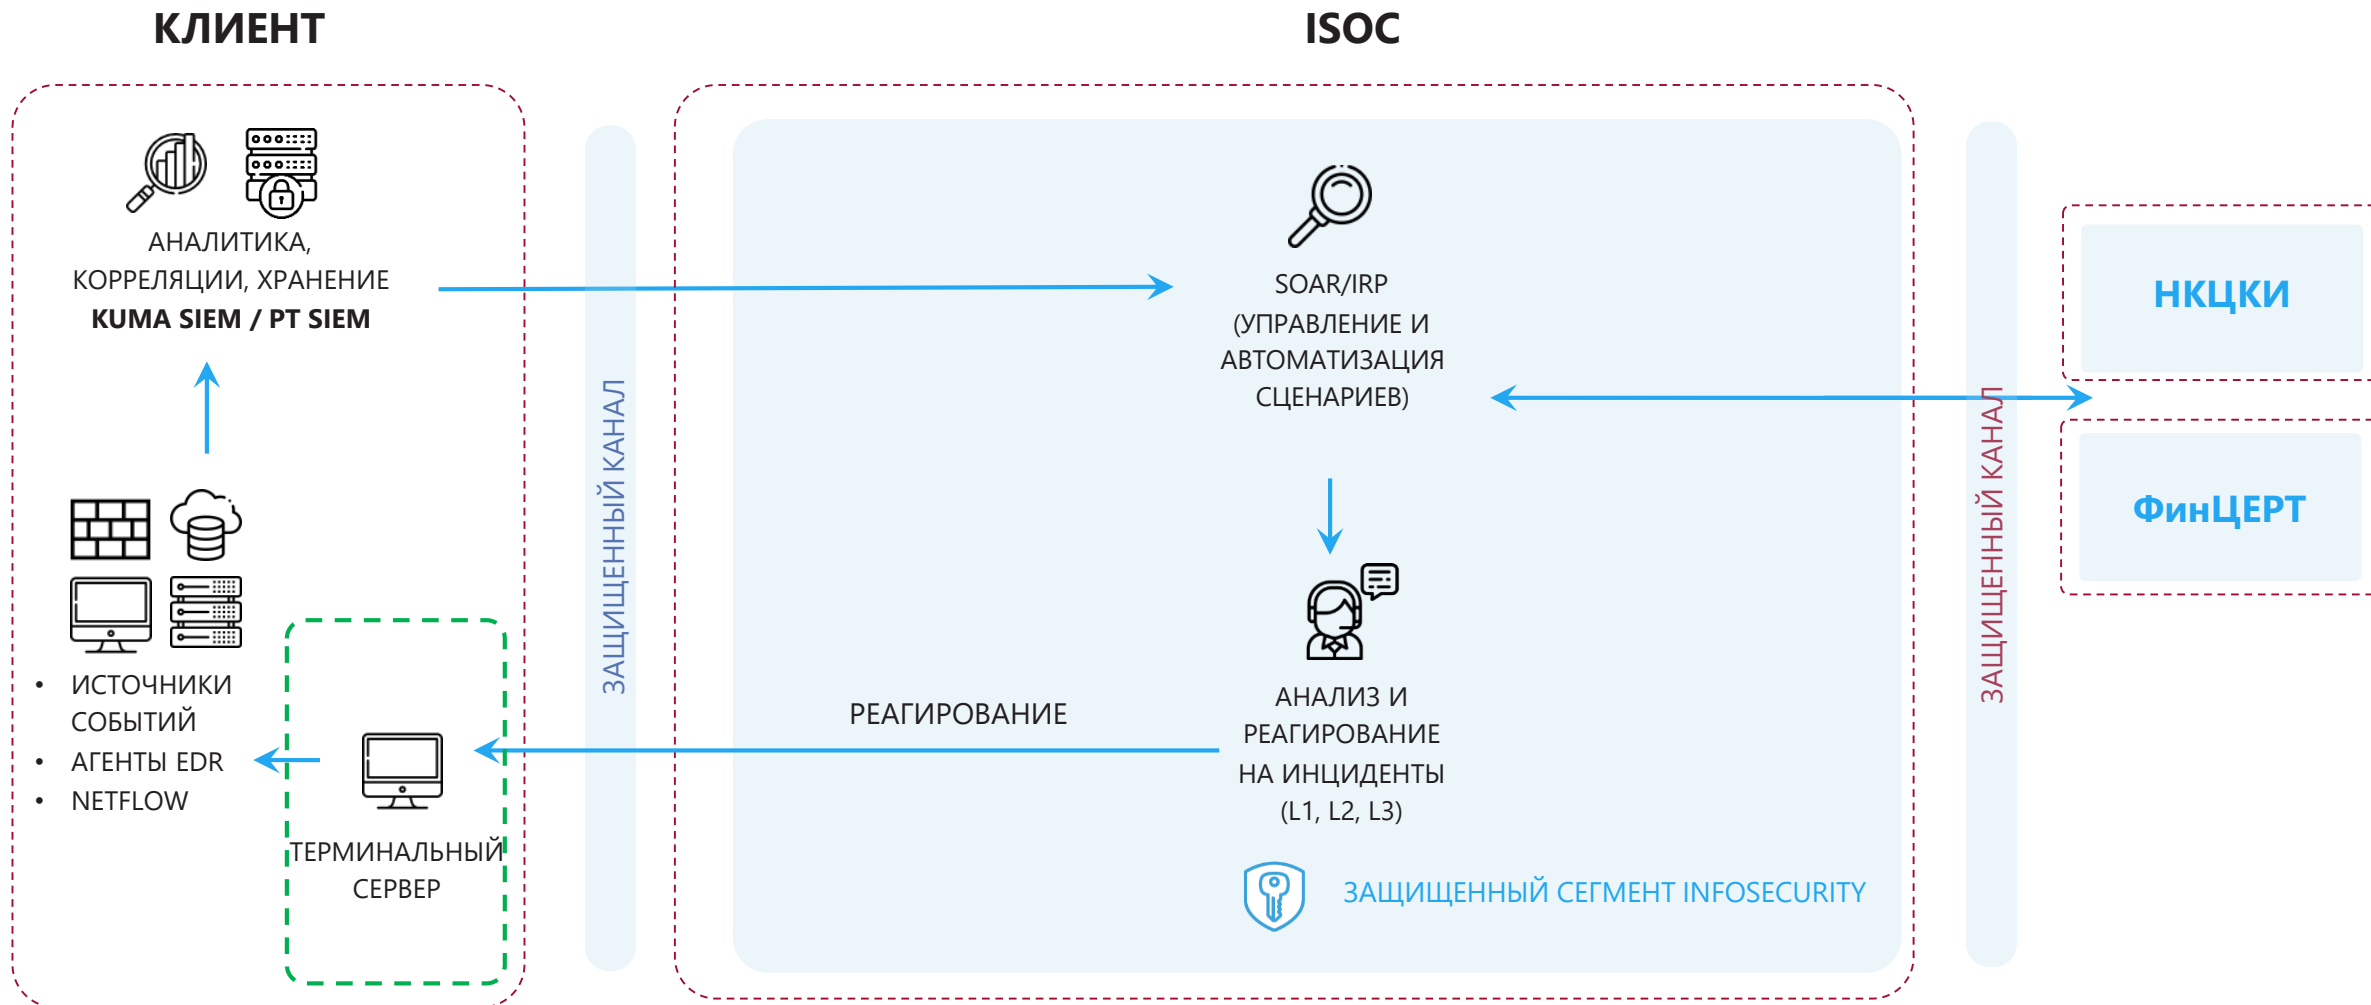 КЛИЕНТ
ISOC
АНАЛИТИКА,
КОРРЕЛЯЦИИ, ХРАНЕНИЕ
KUMA SIEM / PT SIEM
• ИСТОЧНИКИ
СОБЫТИЙ
• АГЕНТЫ EDR
• NETFLOW
ТЕРМИНАЛЬНЫЙ
СЕРВЕР
ЗАЩИЩЕННЫЙ КАНАЛ
РЕАГИРОВАНИЕ
SOAR/IRP
(УПРАВЛЕНИЕ И
АВТОМАТИЗАЦИЯ
СЦЕНАРИЕВ)
АНАЛИЗ И
РЕАГИРОВАНИЕ
НА ИНЦИДЕНТЫ
(L1, L2, L3)
ЗАЩИЩЕННЫЙ СЕГМЕНТ INFOSECURITY
ЗАЩИЩЕННЫЙ КАНАЛ
НКЦКИ
ФинЦЕРТ